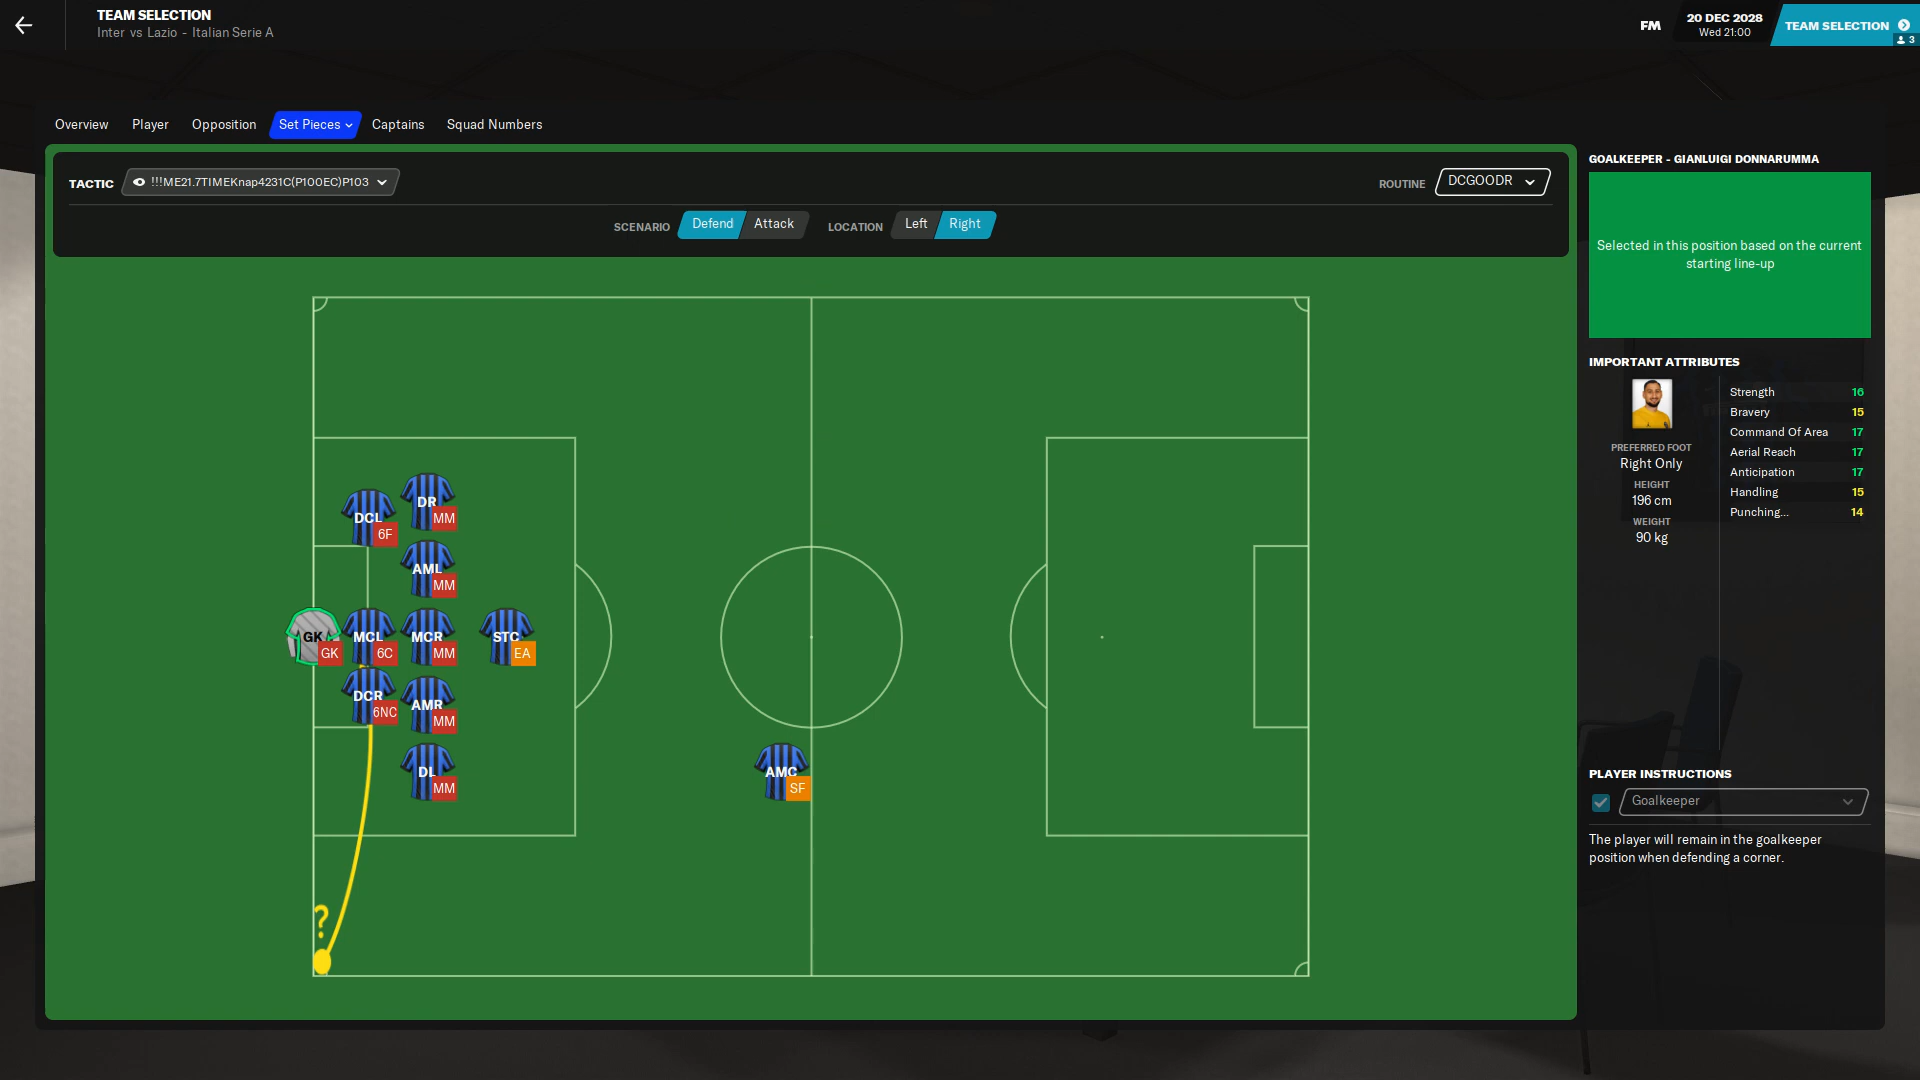 TEAM SELECTION
Inter vs Lazio - Italian Serie A
FM
20 DEC 2028
Wed 21:00
TEAM SELECTION
3
Overview
Player
Opposition
Set Pieces
Captains
Squad Numbers
TACTIC
!!!ME21.7TIMEKnap4231C(P100EC)P103
ROUTINE
DCGOODR
SCENARIO
Defend
Attack
LOCATION
Left
Right
DCL
6F
DR
MM
AML
MM
GK
GK
MCL
6C
MCR
MM
STC
EA
DCR
6NC
AMR
MM
DL
MM
AMC
SF
?
GOALKEEPER - GIANLUIGI DONNARUMMA
Selected in this position based on the current
starting line-up
IMPORTANT ATTRIBUTES
PREFERRED FOOT
Right Only
HEIGHT
196 cm
WEIGHT
90 kg
Strength 16
Bravery 15
Command Of Area 17
Aerial Reach 17
Anticipation 17
Handling 15
Punching... 14
PLAYER INSTRUCTIONS
Goalkeeper
The player will remain in the goalkeeper
position when defending a corner.